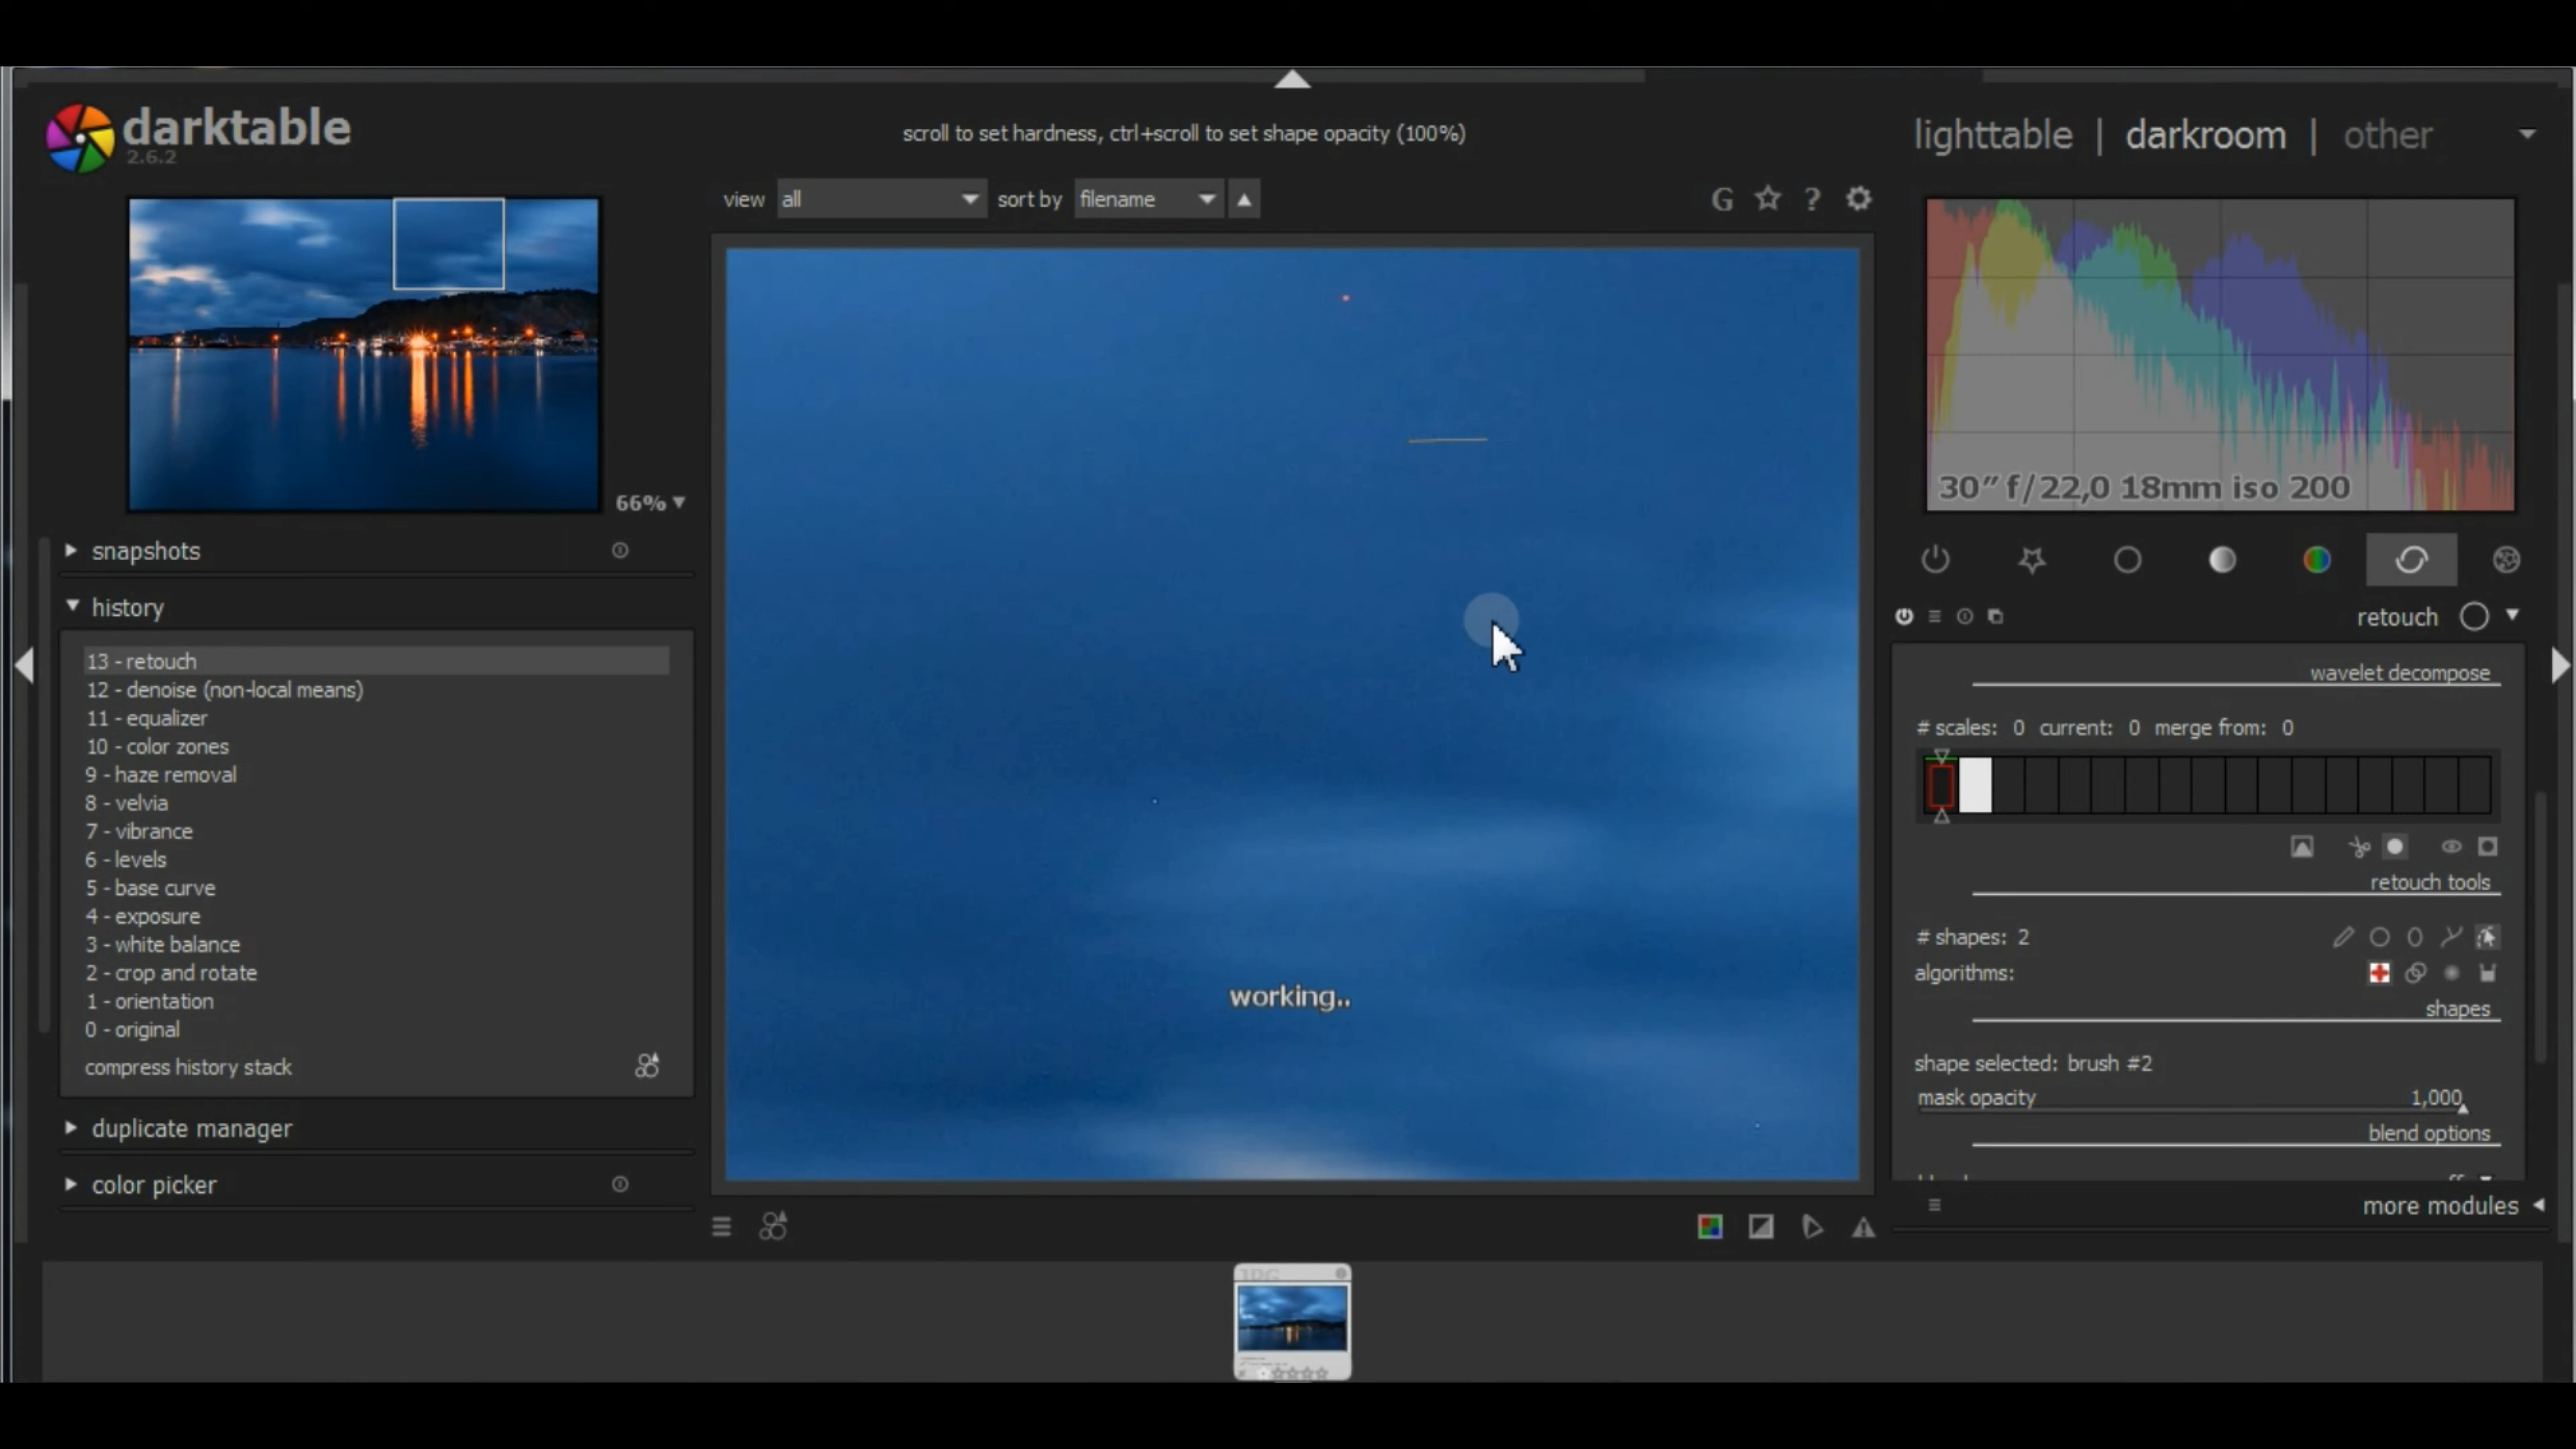 darktable
2.6.2
scroll to set hardness, ctrl+scroll to set shape opacity (100%)
lighttable | darkroom | other
view all sort by filename
G ?
66%
30" f/22,0 18mm iso 200
snapshots
history
13 - retouch
12 - denoise (non-local means)
11 - equalizer
10 - color zones
9 - haze removal
8 - velvia
7 - vibrance
6 - levels
5 - base curve
4 - exposure
3 - white balance
2 - crop and rotate
1 - orientation
0 - original
compress history stack
duplicate manager
color picker
working..
retouch
wavelet decompose
# scales: 0 current: 0 merge from: 0
retouch tools
# shapes: 2
algorithms:
shapes
shape selected: brush #2
mask opacity 1,000
blend options
more modules
JPG